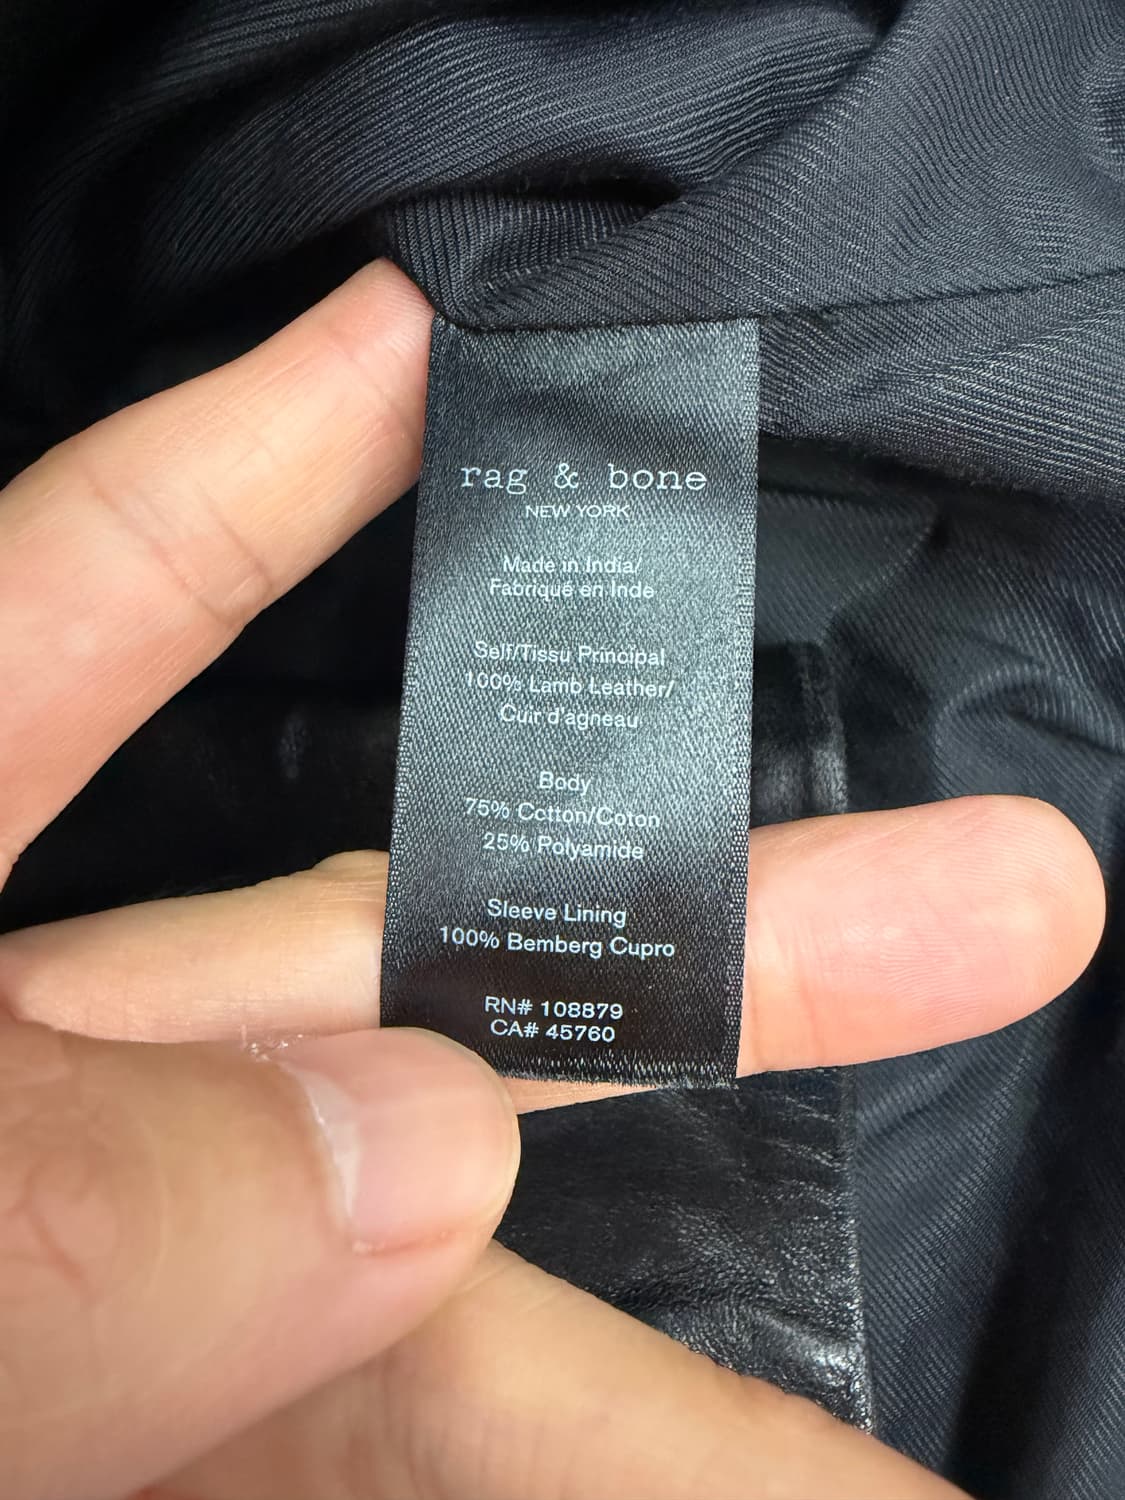 rag & bone
NEW YORK
Made in India/
Fabriqué en Inde
Self/Tissu Principal
100% Lamb Leather/
Cuir d'agneau
Body
75% Cotton/Coton
25% Polyamide
Sleeve Lining
100% Bemberg Cupro
RN# 108879
CA# 45760